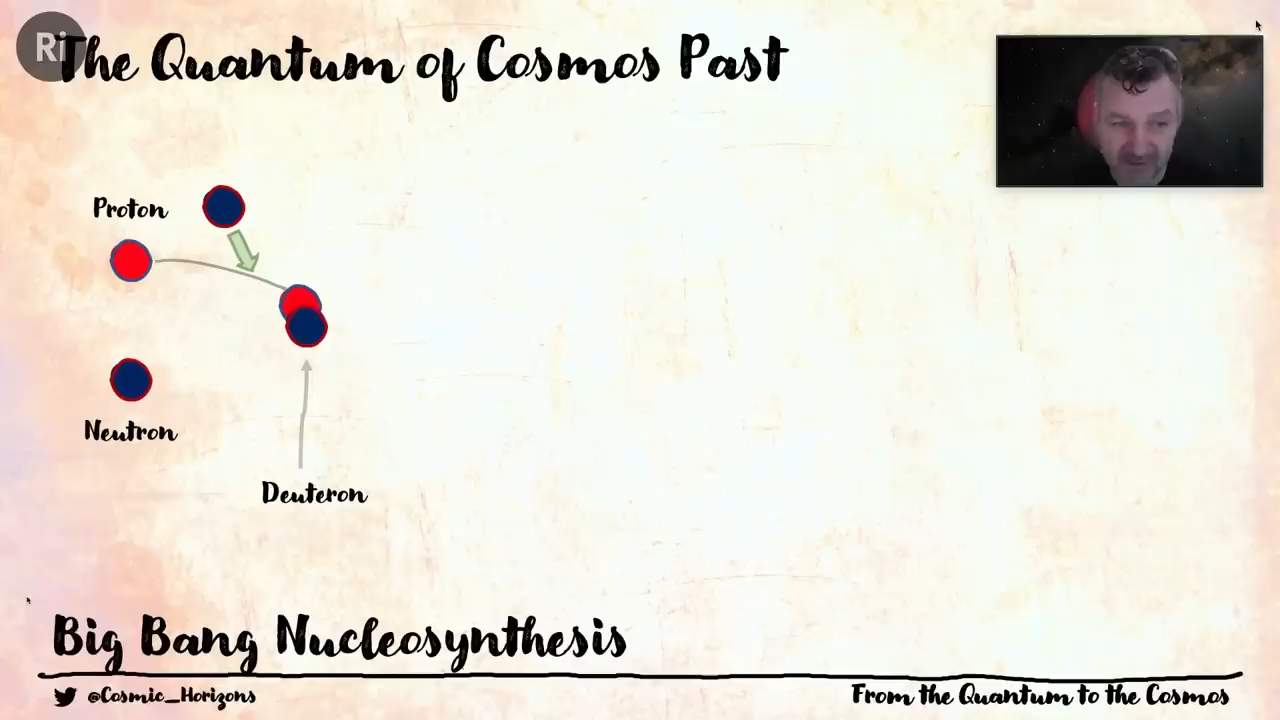 Ri
The Quantum of Cosmos Past
Proton
Neutron
Deuteron
Big Bang Nucleosynthesis
@Cosmic_Horizons
From the Quantum to the Cosmos